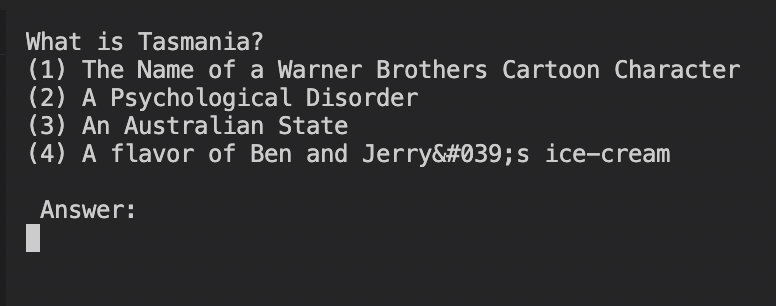 What is Tasmania?
(1) The Name of a Warner Brothers Cartoon Character
(2) A Psychological Disorder
(3) An Australian State
(4) A flavor of Ben and Jerry&#039;s ice-cream
Answer: